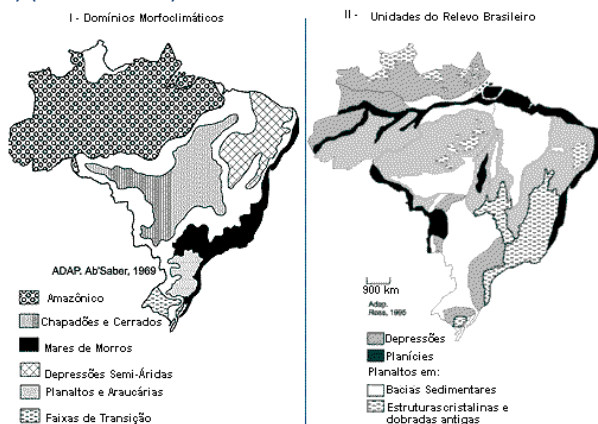 I - Domínios Morfoclimáticos
ADAP. Ab'Saber, 1969
Amazônico
Chapadões e Cerrados
Mares de Morros
Depressões Semi-Áridas
Planaltos e Araucárias
Faixas de Transição
II - Unidades do Relevo Brasileiro
900 km
Adap.
Ross, 1995
Depressões
Planícies
Planaltos em:
Bacias Sedimentares
Estruturas cristalinas e
dobradas antigas